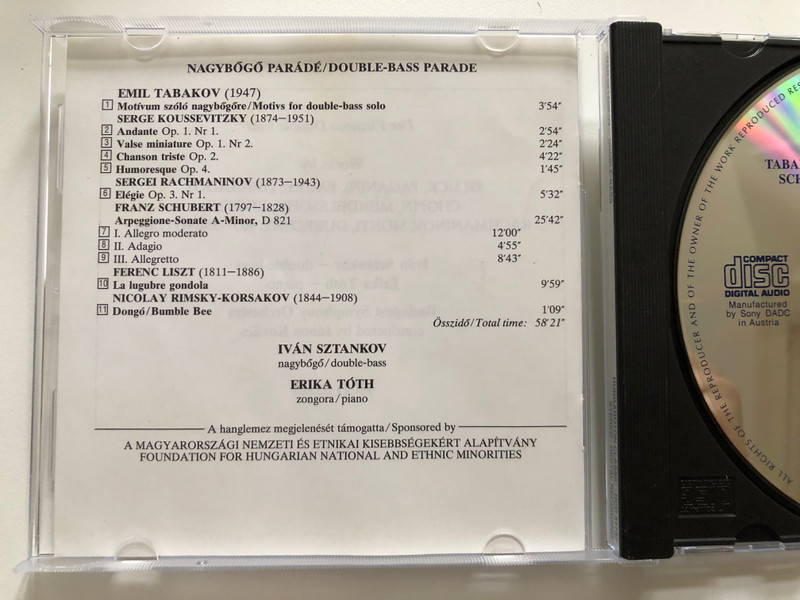 NAGYBŐGŐ PARÁDÉ/DOUBLE-BASS PARADE
EMIL TABAKOV (1947)
1 Motívum szóló nagybőgőre/Motivs for double-bass solo 3'54"
SERGE KOUSSEVITZKY (1874—1951)
2 Andante Op. 1. Nr 1. 2'54"
3 Valse miniature Op. 1. Nr 2. 2'24"
4 Chanson triste Op. 2. 4'22"
5 Humoresque Op. 4. 1'45"
SERGEI RACHMANINOV (1873—1943)
6 Elégie Op. 3. Nr 1. 5'32"
FRANZ SCHUBERT (1797—1828)
Arpeggione-Sonate A-Minor, D 821 25'42"
7 I. Allegro moderato 12'00"
8 II. Adagio 4'55"
9 III. Allegretto 8'43"
FERENC LISZT (1811—1886)
10 La lugubre gondola 9'59"
NICOLAY RIMSKY-KORSAKOV (1844—1908)
11 Dongó/Bumble Bee 1'09"
Összidő/Total time: 58'21"
IVÁN SZTANKOV
nagybőgő/double-bass
ERIKA TÓTH
zongora/piano
A hanglemez megjelenését támogatta/Sponsored by
A MAGYARORSZÁGI NEMZETI ÉS ETNIKAI KISEBBSÉGEKÉRT ALAPÍTVÁNY
FOUNDATION FOR HUNGARIAN NATIONAL AND ETHNIC MINORITIES
ALL RIGHTS OF THE REPRODUCER AND OF THE OWNER OF THE WORK REPRODUCED RES
TABA
SCH
COMPACT
disc
DIGITAL AUDIO
Manufactured
by Sony DADC
in Austria